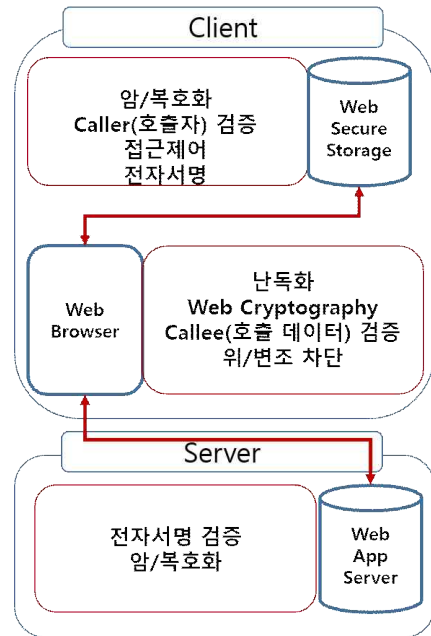 Client
암/복호화
Caller(호출자) 검증
접근제어
전자서명
Web
Secure
Storage
Web
Browser
난독화
Web Cryptography
Callee(호출 데이터) 검증
위/변조 차단
Server
전자서명 검증
암/복호화
Web
App
Server